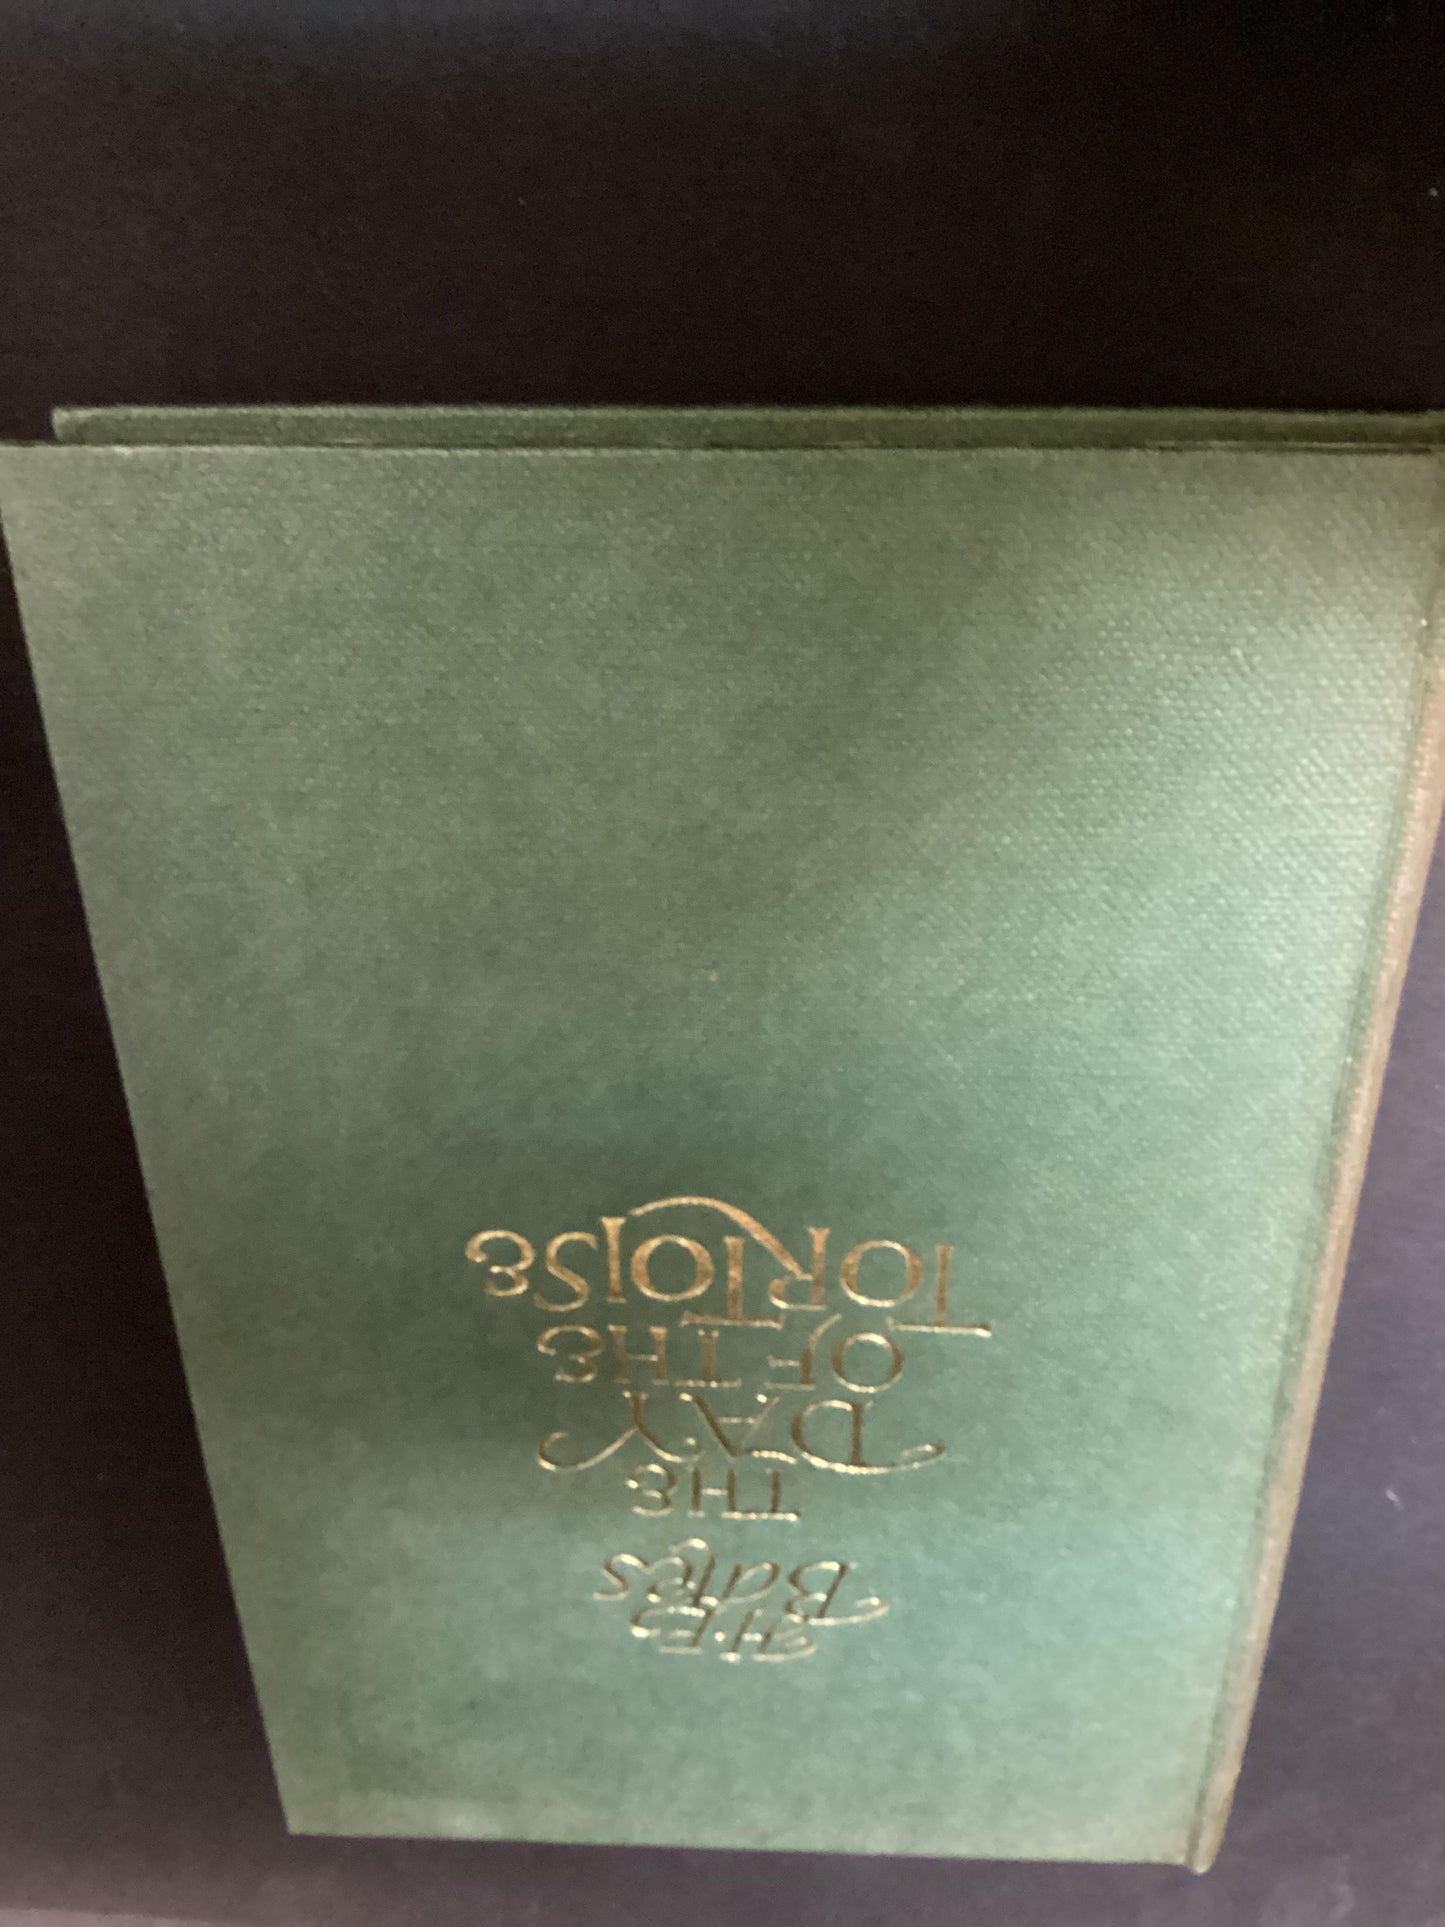 H.E.
Bates
THE
DAY
OF THE
TORTOISE